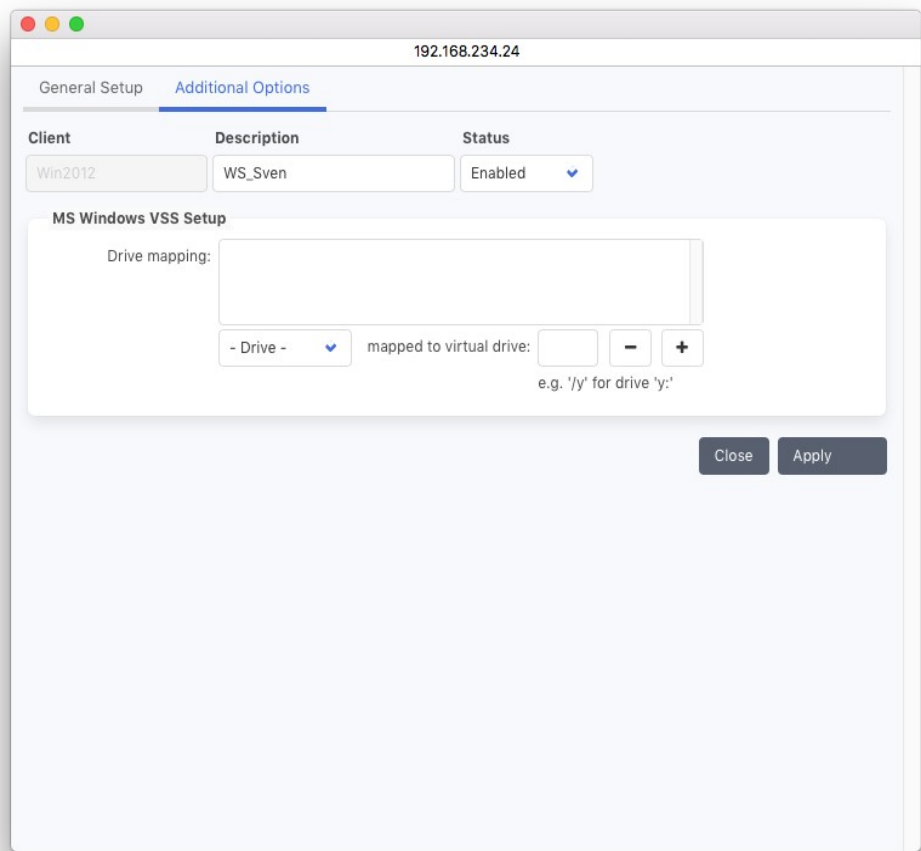 192.168.234.24
General Setup Additional Options
Client Description Status
Win2012 WS_Sven Enabled
MS Windows VSS Setup
Drive mapping:
- Drive - mapped to virtual drive: − +
e.g. '/y' for drive 'y:'
Close Apply